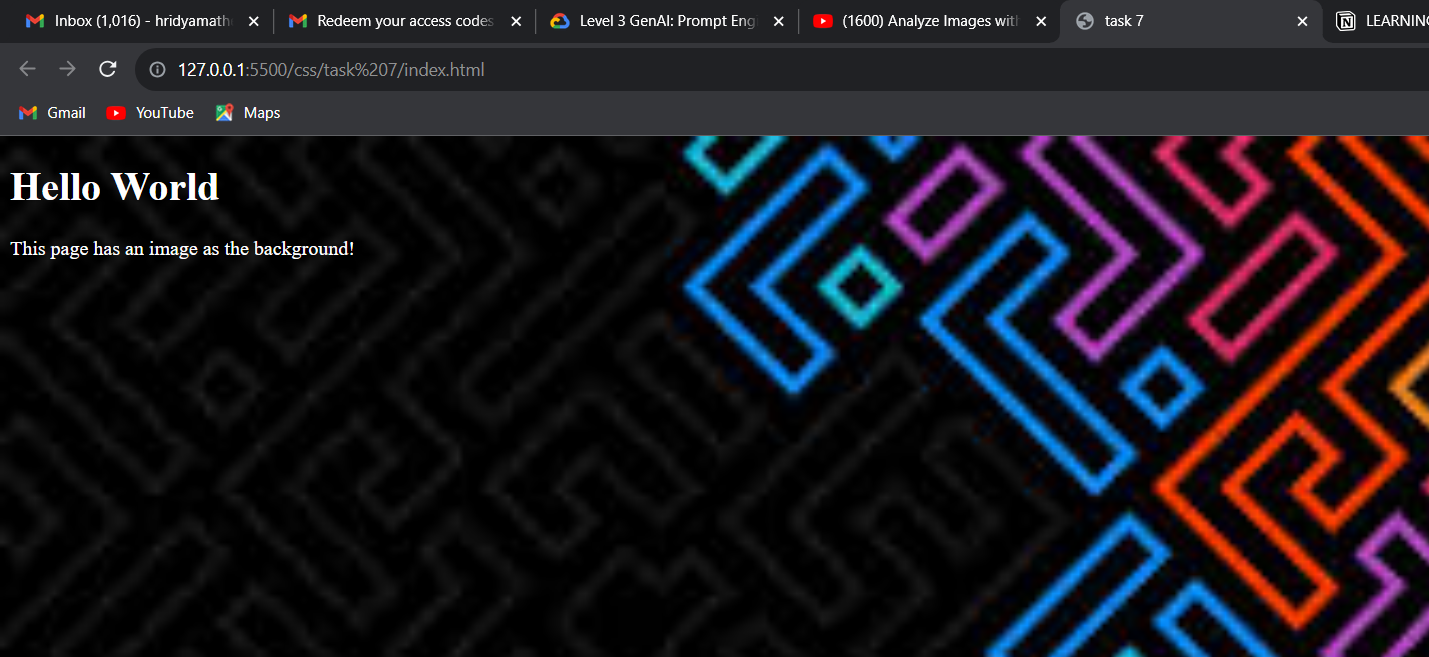 Inbox (1,016) - hridyamath
Redeem your access codes
Level 3 GenAI: Prompt Engi
(1600) Analyze Images with
task 7
LEARNING
127.0.0.1:5500/css/task%207/index.html
Gmail
YouTube
Maps
Hello World
This page has an image as the background!